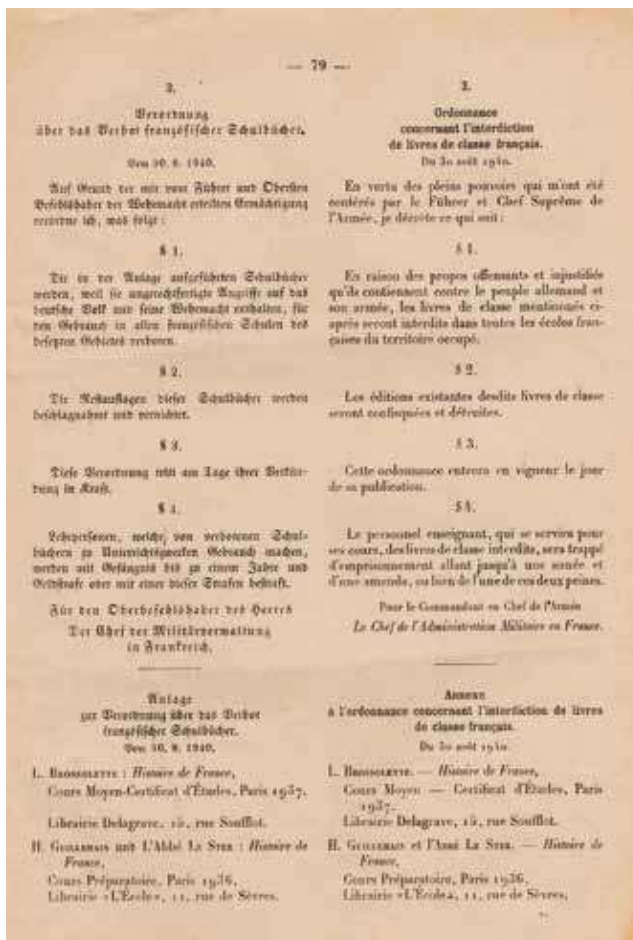 — 79 —
3.
Verordnung
über das Verbot französischer Schulbücher.
Vom 30. 8. 1940.
Auf Grund der mir vom Führer und Obersten
Befehlshaber der Wehrmacht erteilten Ermächtigung
verordne ich, was folgt :
§ 1.
Die in der Anlage aufgeführten Schulbücher
werden, weil sie ungerechtfertigte Angriffe auf das
deutsche Volk und seine Wehrmacht enthalten, für
den Gebrauch in allen französischen Schulen des
besetzten Gebietes verboten.
§ 2.
Die Restauflagen dieser Schulbücher werden
beschlagnahmt und vernichtet.
§ 3.
Diese Verordnung tritt am Tage ihrer Verkün-
dung in Kraft.
§ 4.
Lehrpersonen, welche, von verbotenen Schul-
büchern zu Unterrichtszwecken Gebrauch machen,
werden mit Gefängnis bis zu einem Jahre und
Geldstrafe oder mit einer dieser Strafen bestraft.
Für den Oberbefehlshaber des Heeres
Der Chef der Militärverwaltung
in Frankreich.
Anlage
zur Verordnung über das Verbot
französischer Schulbücher.
Vom 30. 8. 1940.
I. BROSSOLETTE : Histoire de France,
Cours Moyen-Certificat d'Études, Paris 1937.
Librairie Delagrave, 15, rue Soufflot.
II. GUILLEMAIN und L'Abbé LE STER : Histoire de
France,
Cours Préparatoire, Paris 1936,
Librairie «L'École», 11, rue de Sèvres.
3.
Ordonnance
concernant l'interdiction
de livres de classe français.
Du 30 août 1940.
En vertu des pleins pouvoirs qui m'ont été
conférés par le Führer et Chef Suprême de
l'Armée, je décrète ce qui suit :
§ 1.
En raison des propos offensants et injustifiés
qu'ils contiennent contre le peuple allemand et
son armée, les livres de classe mentionnés ci-
après seront interdits dans toutes les écoles fran-
çaises du territoire occupé.
§ 2.
Les éditions existantes desdits livres de classe
seront confisquées et détruites.
§ 3.
Cette ordonnance entrera en vigueur le jour
de sa publication.
§ 4.
Le personnel enseignant, qui se servira pour
ses cours, des livres de classe interdits, sera frappé
d'emprisonnement allant jusqu'à une année et
d'une amende, ou bien de l'une de ces deux peines.
Pour le Commandant en Chef de l'Armée
Le Chef de l'Administration Militaire en France.
Annexe
à l'ordonnance concernant l'interdiction de livres
de classe français.
Du 30 août 1940.
I. BROSSOLETTE. — Histoire de France,
Cours Moyen — Certificat d'Études, Paris
1937.
Librairie Delagrave, 15, rue Soufflot.
II. GUILLEMAIN et l'Abbé LE STER. — Histoire de
France,
Cours Préparatoire, Paris 1936,
Librairie «L'École», 11, rue de Sèvres.